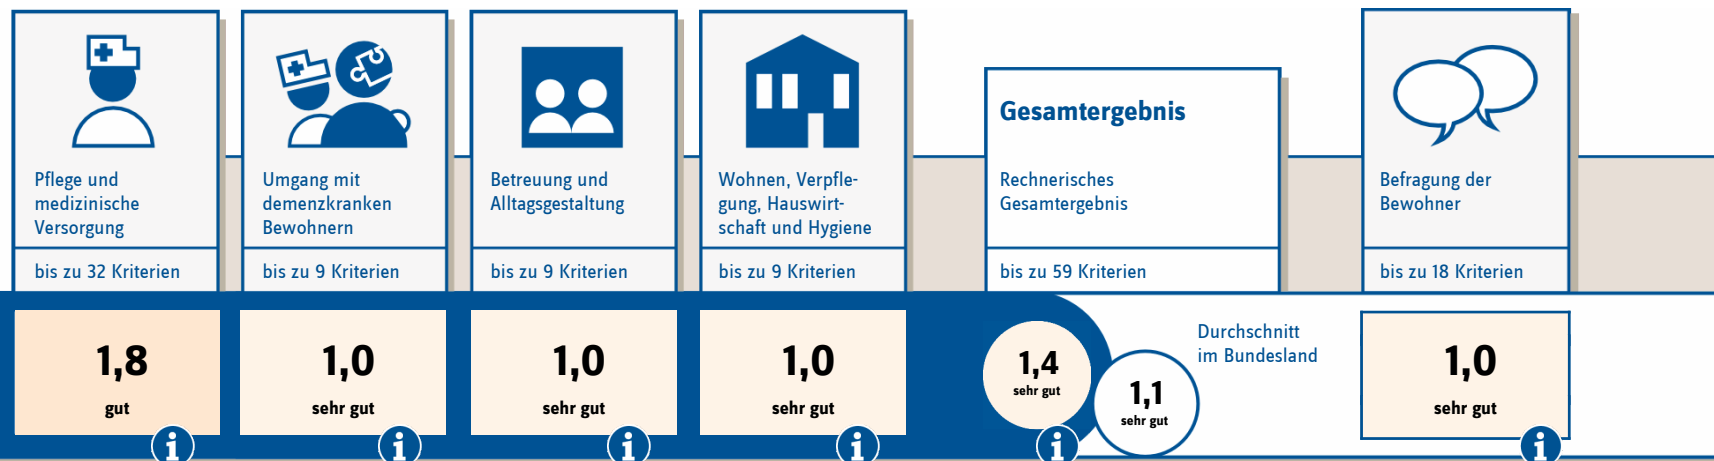 Pflege und
medizinische
Versorgung
bis zu 32 Kriterien
1,8
gut
Umgang mit
demenzkranken
Bewohnern
bis zu 9 Kriterien
1,0
sehr gut
Betreuung und
Alltagsgestaltung
bis zu 9 Kriterien
1,0
sehr gut
Wohnen, Verpfle-
gung, Hauswirt-
schaft und Hygiene
bis zu 9 Kriterien
1,0
sehr gut
Gesamtergebnis
Rechnerisches
Gesamtergebnis
bis zu 59 Kriterien
1,4
sehr gut
Durchschnitt
im Bundesland
1,1
sehr gut
Befragung der
Bewohner
bis zu 18 Kriterien
1,0
sehr gut